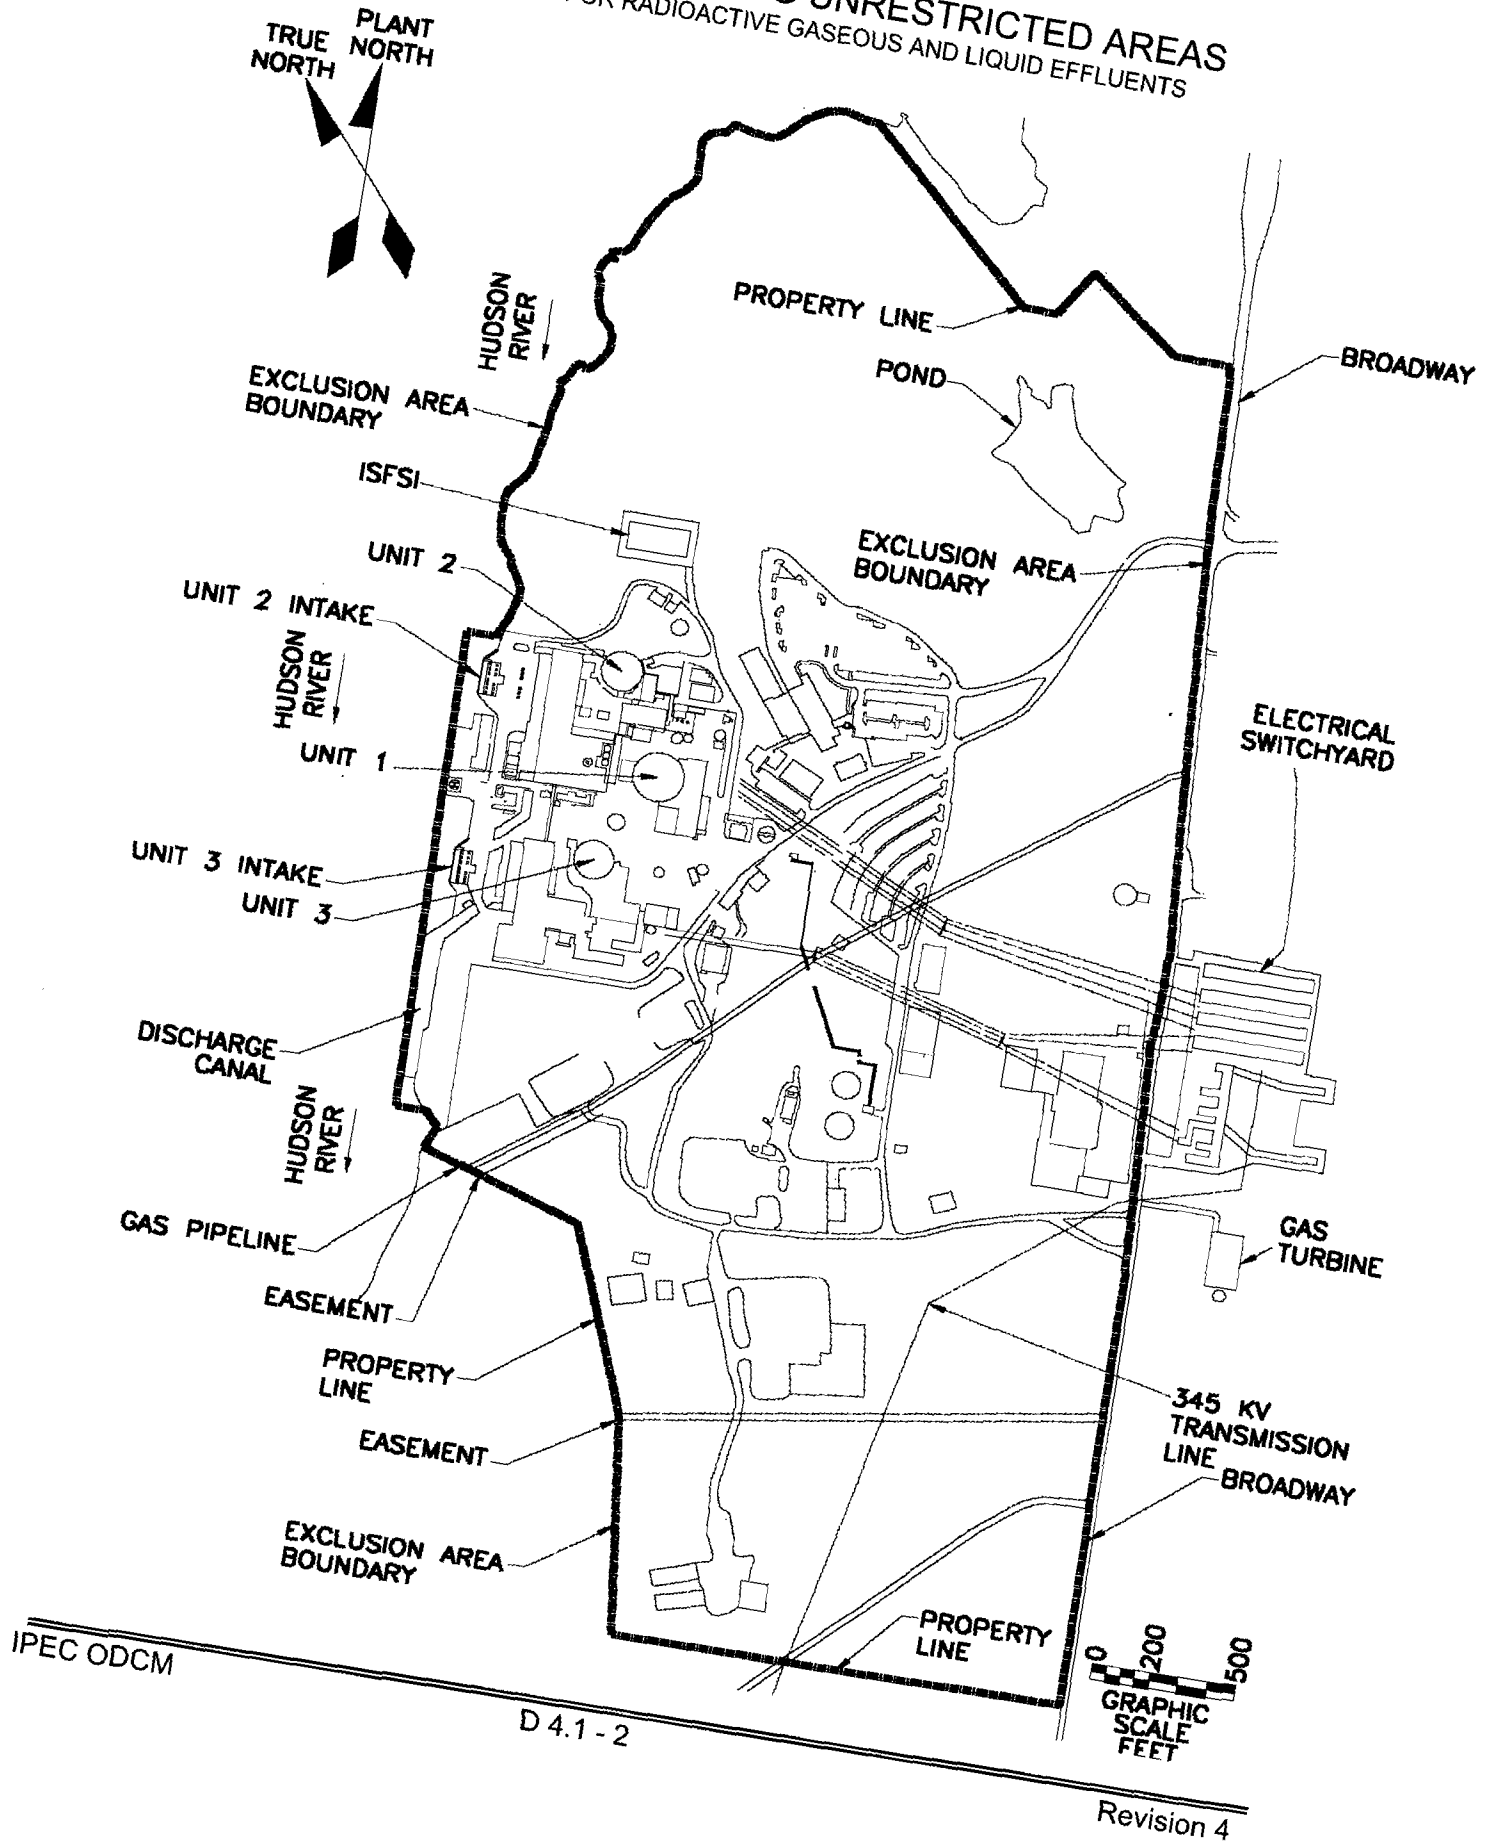 UNRESTRICTED AREAS
RADIOACTIVE GASEOUS AND LIQUID EFFLUENTS
PLANT
NORTH
TRUE
NORTH
HUDSON
RIVER
PROPERTY LINE
BROADWAY
POND
EXCLUSION AREA
BOUNDARY
ISFSI
UNIT 2
EXCLUSION AREA
BOUNDARY
UNIT 2 INTAKE
HUDSON
RIVER
ELECTRICAL
SWITCHYARD
UNIT 1
UNIT 3 INTAKE
UNIT 3
DISCHARGE
CANAL
HUDSON
RIVER
GAS PIPELINE
GAS
TURBINE
EASEMENT
PROPERTY
LINE
345 KV
TRANSMISSION
LINE
EASEMENT
BROADWAY
EXCLUSION AREA
BOUNDARY
PROPERTY
LINE
0 200 500
GRAPHIC
SCALE
FEET
IPEC ODCM
D 4.1 - 2
Revision 4